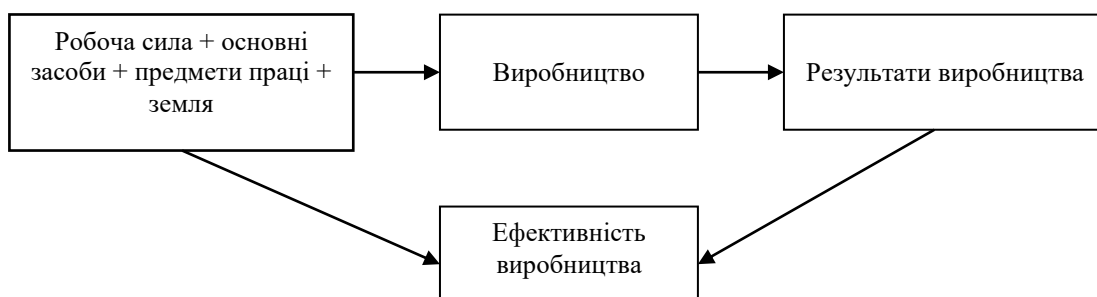 Робоча сила + основні
засоби + предмети праці +
земля
Виробництво
Результати виробництва
Ефективність
виробництва